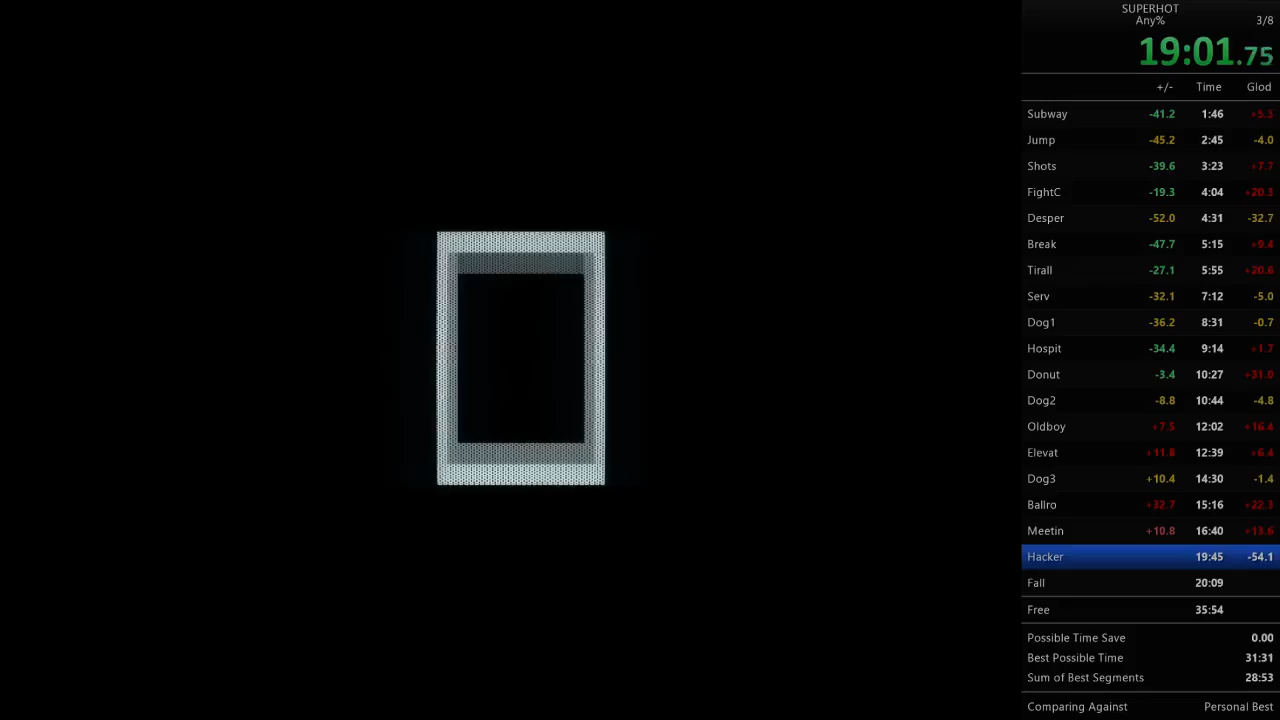 SUPERHOT
Any% 3/8
19:01.75
+/- Time Glod
Subway -41.2 1:46 +5.3
Jump -45.2 2:45 -4.0
Shots -39.6 3:23 +7.7
FightC -19.3 4:04 +20.3
Desper -52.0 4:31 -32.7
Break -47.7 5:15 +9.4
Tirall -27.1 5:55 +20.6
Serv -32.1 7:12 -5.0
Dog1 -36.2 8:31 -0.7
Hospit -34.4 9:14 +1.7
Donut -3.4 10:27 +31.0
Dog2 -8.8 10:44 -4.8
Oldboy +7.5 12:02 +16.4
Elevat +11.8 12:39 +6.4
Dog3 +10.4 14:30 -1.4
Ballro +32.7 15:16 +22.3
Meetin +10.8 16:40 +13.6
Hacker 19:45 -54.1
Fall 20:09
Free 35:54
Possible Time Save 0.00
Best Possible Time 31:31
Sum of Best Segments 28:53
Comparing Against Personal Best